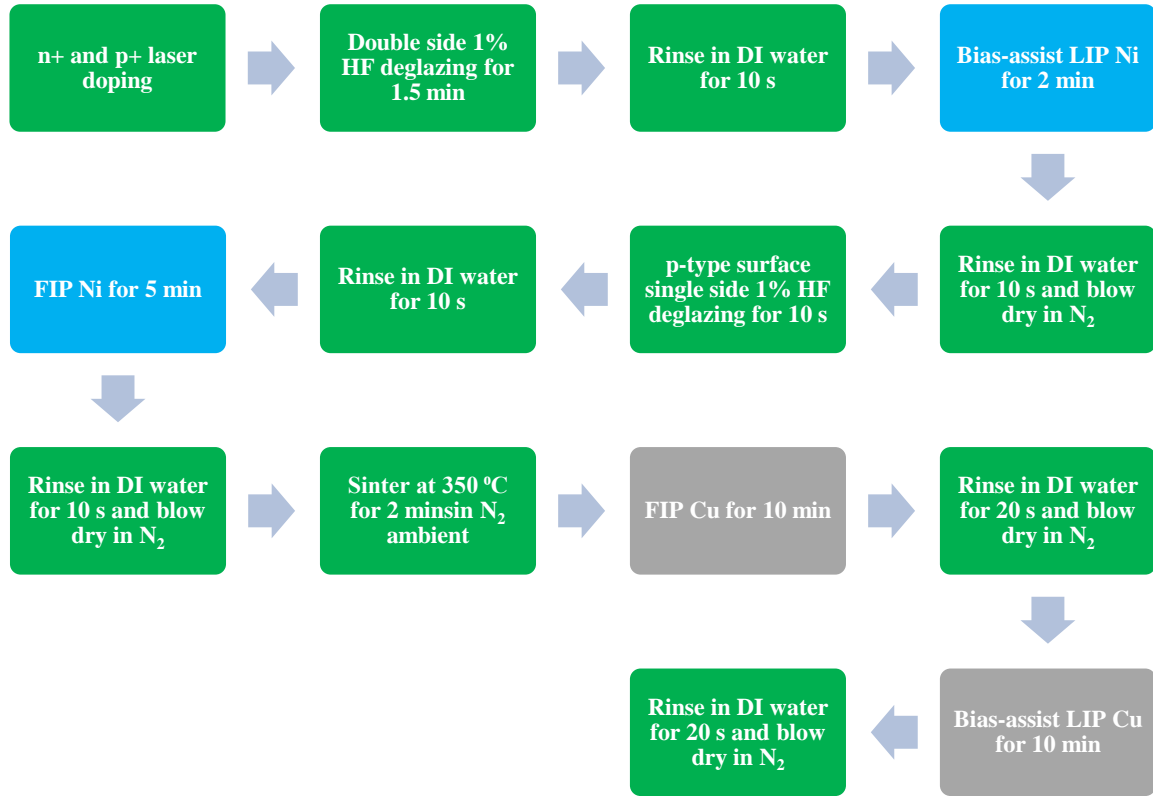 n+ and p+ laser
doping
Double side 1%
HF deglazing for
1.5 min
Rinse in DI water
for 10 s
Bias-assist LIP Ni
for 2 min
Rinse in DI water
for 10 s and blow
dry in N₂
p-type surface
single side 1% HF
deglazing for 10 s
Rinse in DI water
for 10 s
FIP Ni for 5 min
Rinse in DI water
for 10 s and blow
dry in N₂
Sinter at 350 ⁰C
for 2 minsin N₂
ambient
FIP Cu for 10 min
Rinse in DI water
for 20 s and blow
dry in N₂
Bias-assist LIP Cu
for 10 min
Rinse in DI water
for 20 s and blow
dry in N₂